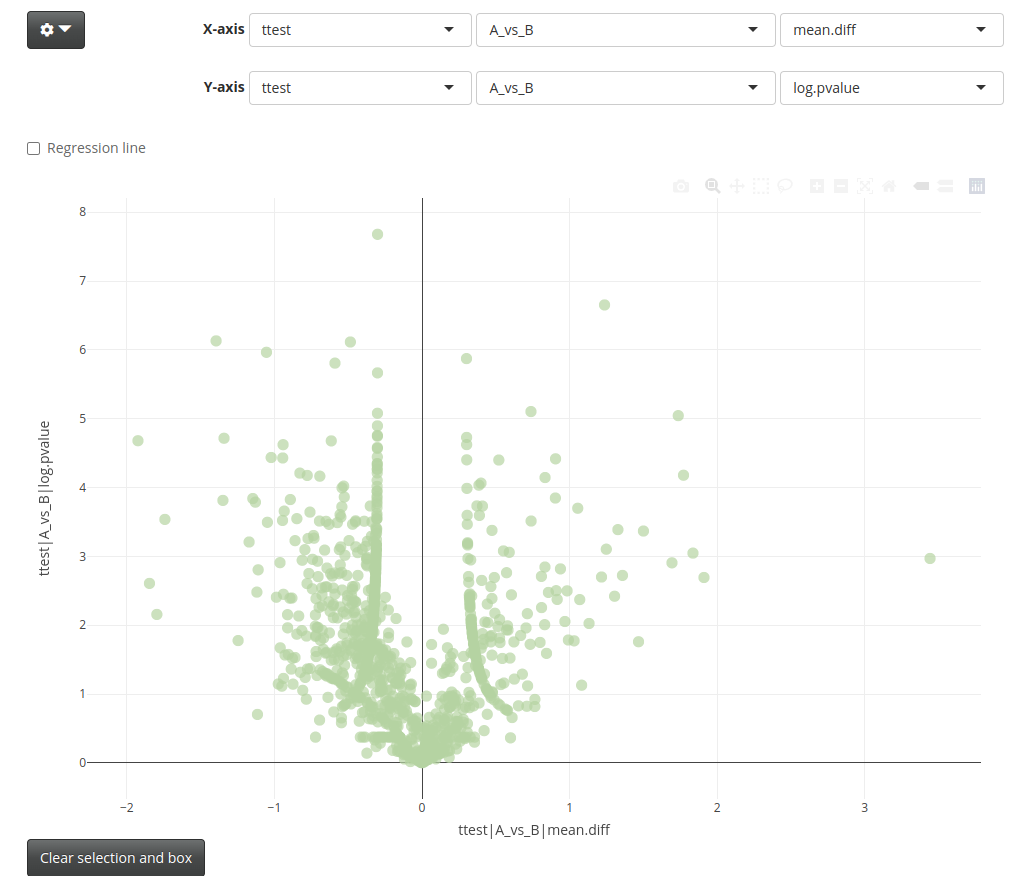 X-axis ttest A_vs_B mean.diff
Y-axis ttest A_vs_B log.pvalue
Regression line
8
7
6
5
4
3
2
1
0
ttest|A_vs_B|log.pvalue
−2 −1 0 1 2 3
ttest|A_vs_B|mean.diff
Clear selection and box